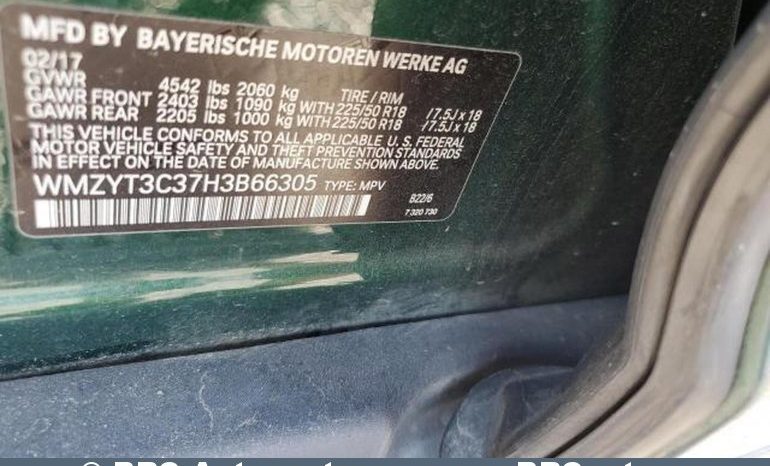 MFD BY BAYERISCHE MOTOREN WERKE AG
02/17
GVWR 4542 lbs 2060 kg TIRE / RIM
GAWR FRONT 2403 lbs 1090 kg WITH 225/50 R18 / 7.5J x 18
GAWR REAR 2205 lbs 1000 kg WITH 225/50 R18 / 7.5J x 18
THIS VEHICLE CONFORMS TO ALL APPLICABLE U.S. FEDERAL
MOTOR VEHICLE SAFETY AND THEFT PREVENTION STANDARDS
IN EFFECT ON THE DATE OF MANUFACTURE SHOWN ABOVE.
WMZYT3C37H3B66305 TYPE: MPV
B22/6
7 320 730